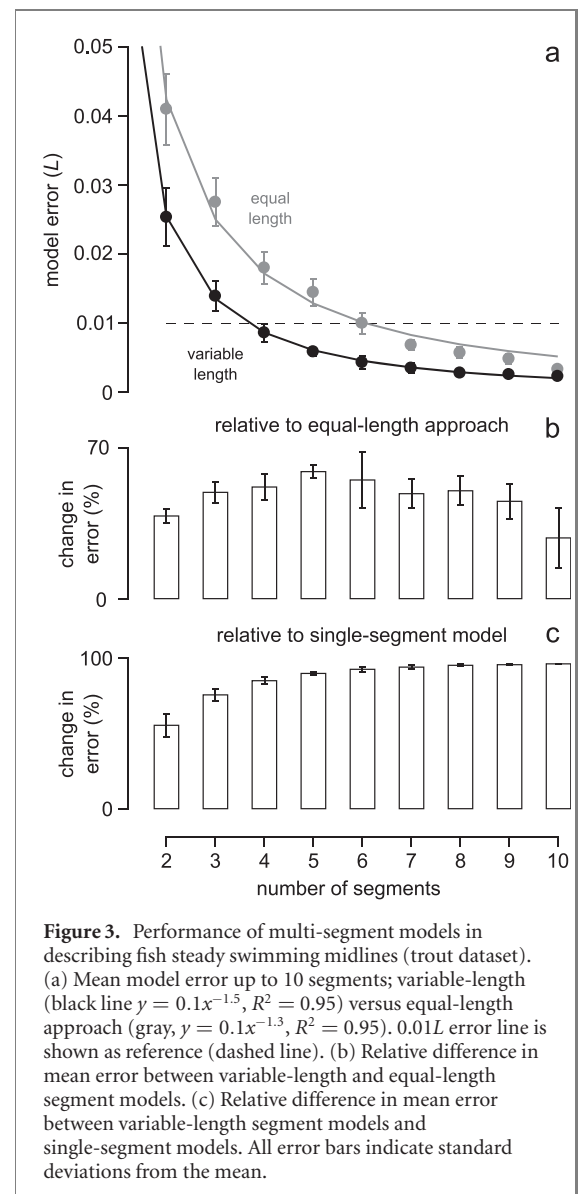 a
0.05
0.04
0.03
0.02
0.01
0
model error (L)
equal
length
variable
length
relative to equal-length approach
b
70
0
change in
error (%)
relative to single-segment model
c
100
0
change in
error (%)
2 3 4 5 6 7 8 9 10
number of segments
Figure 3. Performance of multi-segment models in
describing fish steady swimming midlines (trout dataset).
(a) Mean model error up to 10 segments; variable-length
(black line y = 0.1x⁻¹·⁵, R² = 0.95) versus equal-length
approach (gray, y = 0.1x⁻¹·³, R² = 0.95). 0.01L error line is
shown as reference (dashed line). (b) Relative difference in
mean error between variable-length and equal-length
segment models. (c) Relative difference in mean error
between variable-length segment models and
single-segment models. All error bars indicate standard
deviations from the mean.